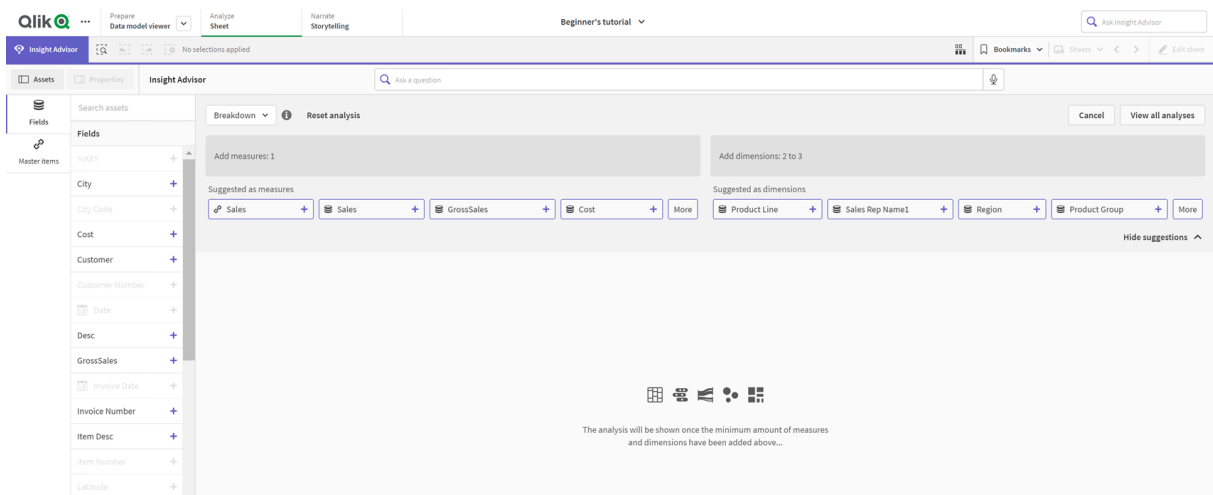 Qlik
Prepare
Data model viewer
Analyze
Sheet
Narrate
Storytelling
Beginner's tutorial
Ask Insight Advisor
Insight Advisor
No selections applied
Bookmarks
Sheets
Edit sheet
Assets
Properties
Insight Advisor
Ask a question
Fields
Master items
Search assets
Fields
%KEY
City
City Code
Cost
Customer
Customer Number
Date
Desc
GrossSales
Invoice Date
Invoice Number
Item Desc
Item Number
Latitude
Breakdown
Reset analysis
Cancel
View all analyses
Add measures: 1
Add dimensions: 2 to 3
Suggested as measures
Sales
Sales
GrossSales
Cost
More
Suggested as dimensions
Product Line
Sales Rep Name1
Region
Product Group
More
Hide suggestions
The analysis will be shown once the minimum amount of measures
and dimensions have been added above...